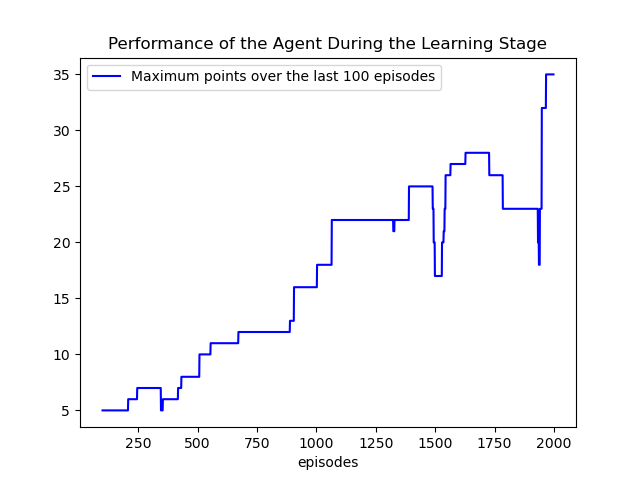 Performance of the Agent During the Learning Stage
Maximum points over the last 100 episodes
35
30
25
20
15
10
5
250 500 750 1000 1250 1500 1750 2000
episodes